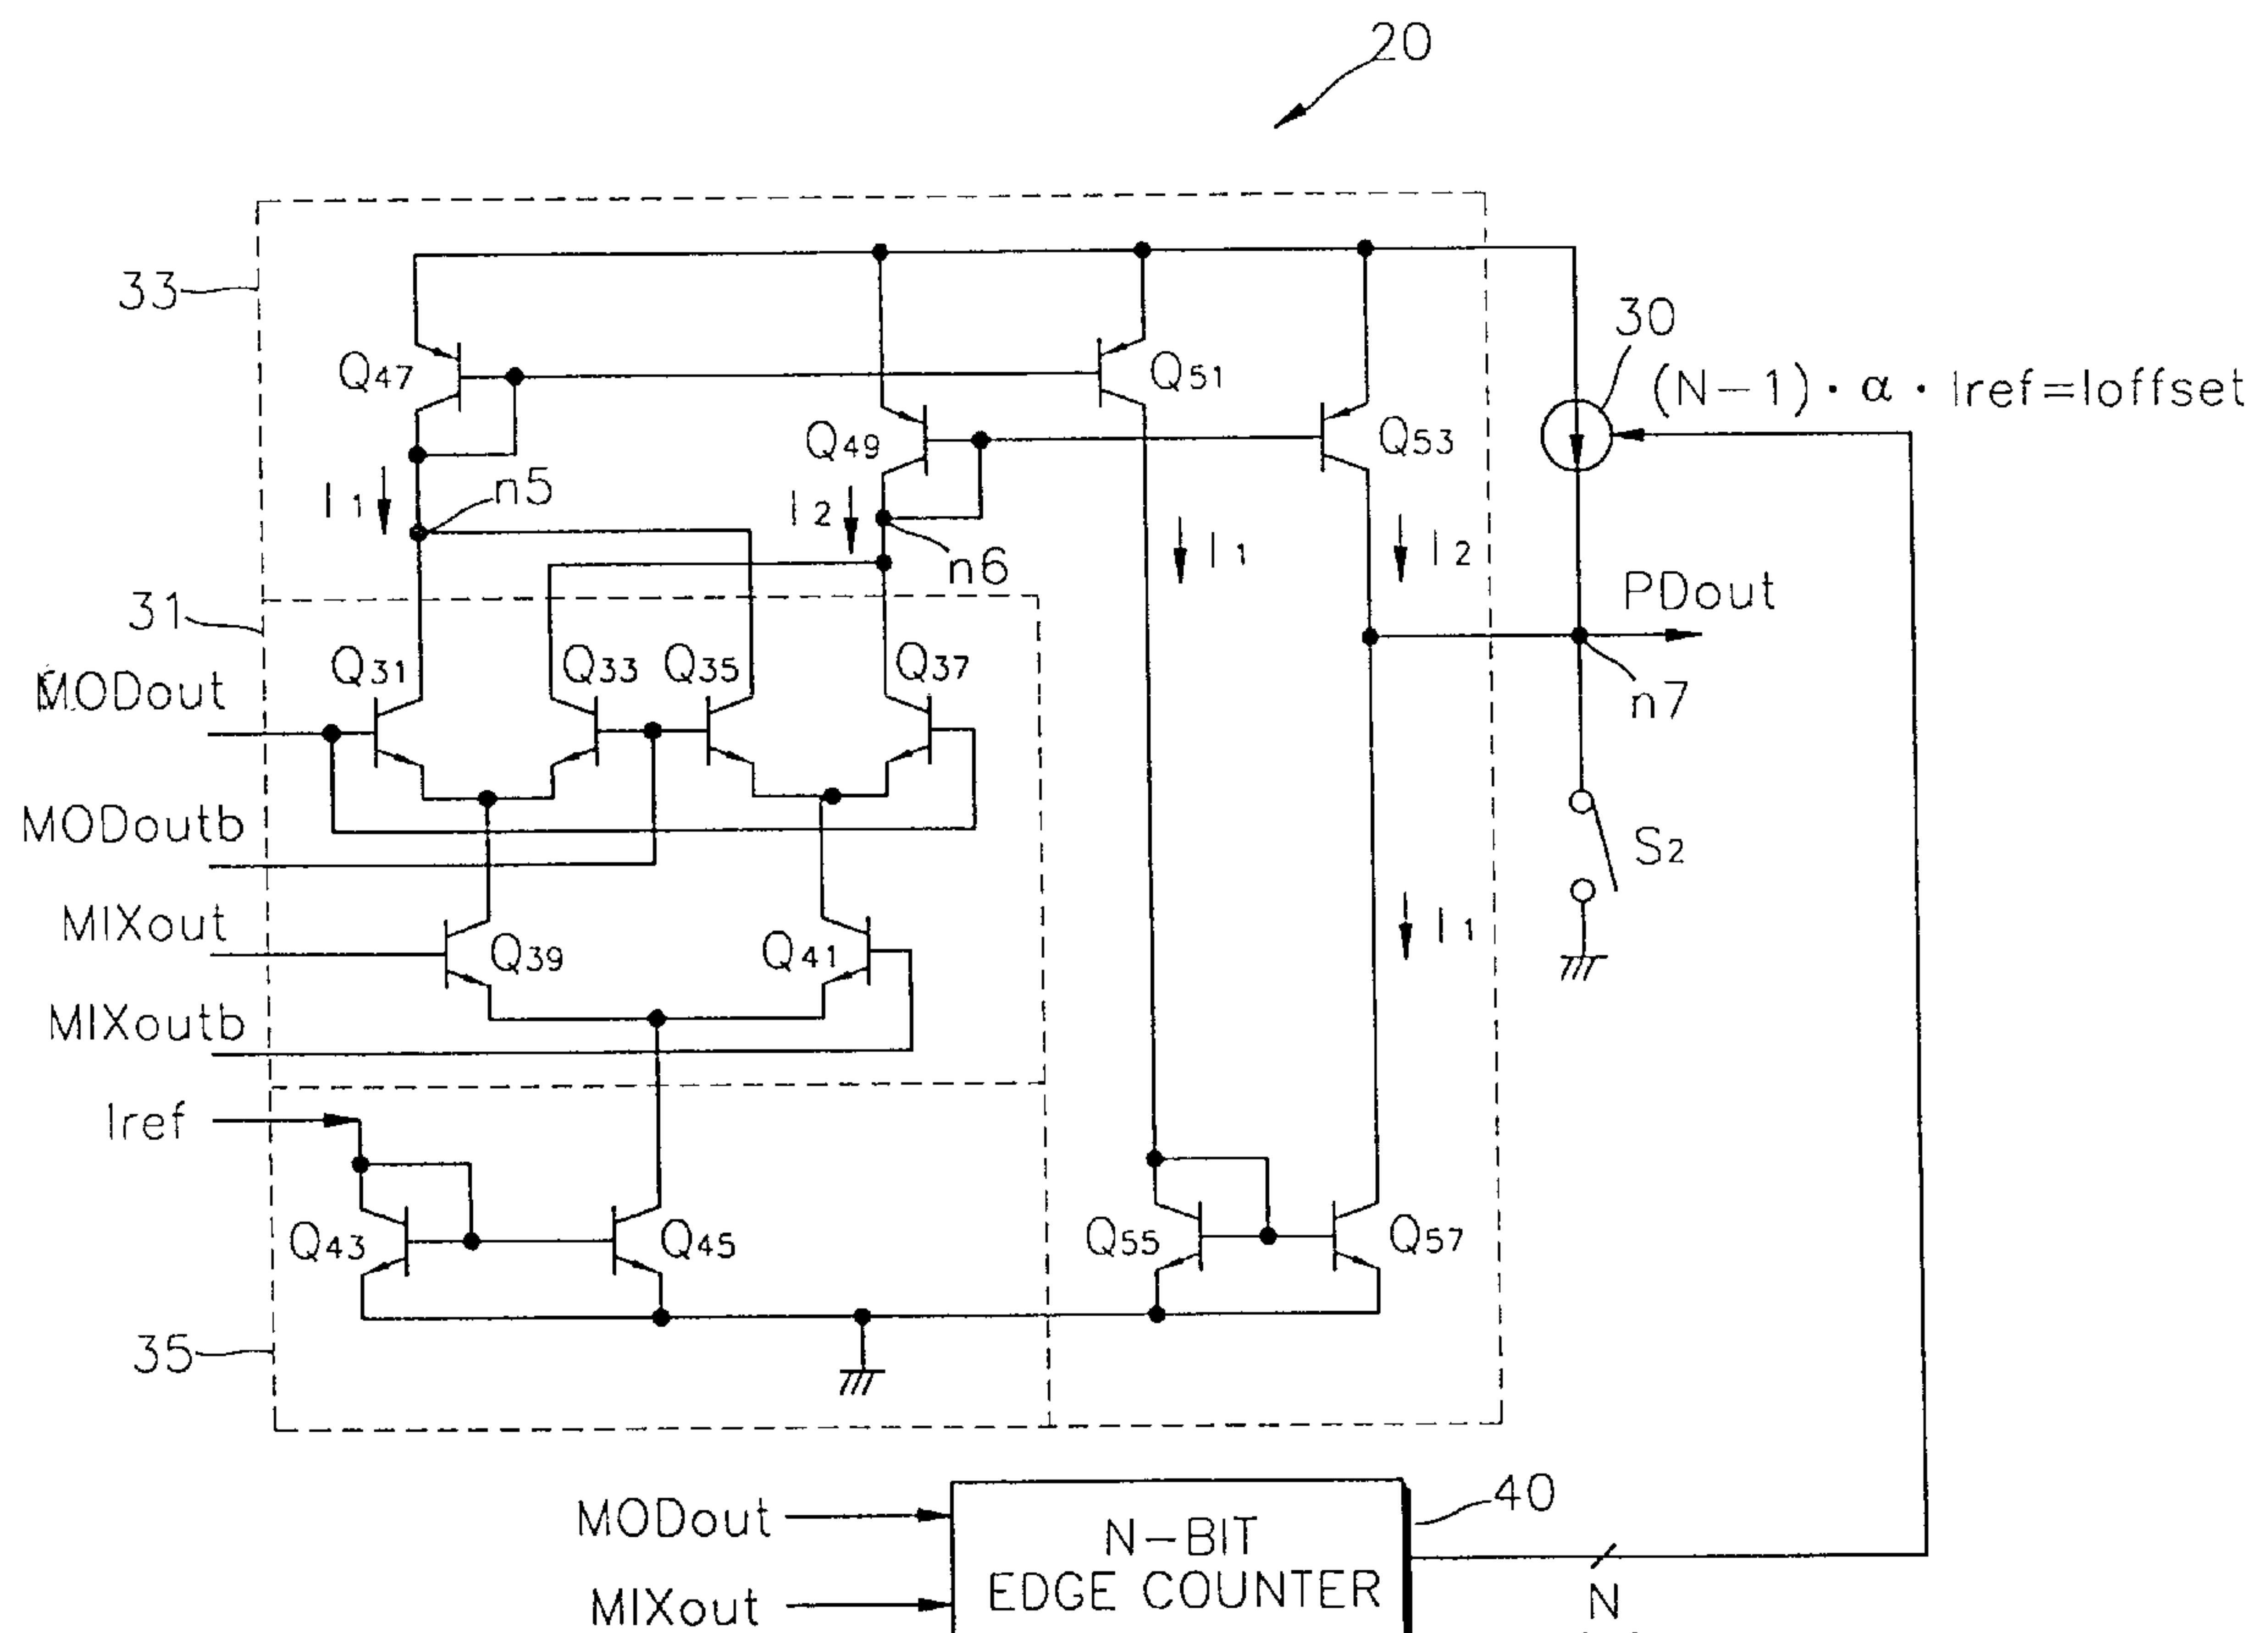 20
33
30
Q47
Q51
(N-1)·α·Iref=Ioffset
Q49
Q53
I1
n5
I2
n6
I1
I2
PDout
31
Q31
Q33
Q35
Q37
MODout
n7
MODoutb
S2
MIXout
Q39
Q41
I1
MIXoutb
Iref
Q43
Q45
Q55
Q57
35
40
MODout
N-BIT
EDGE COUNTER
MIXout
N